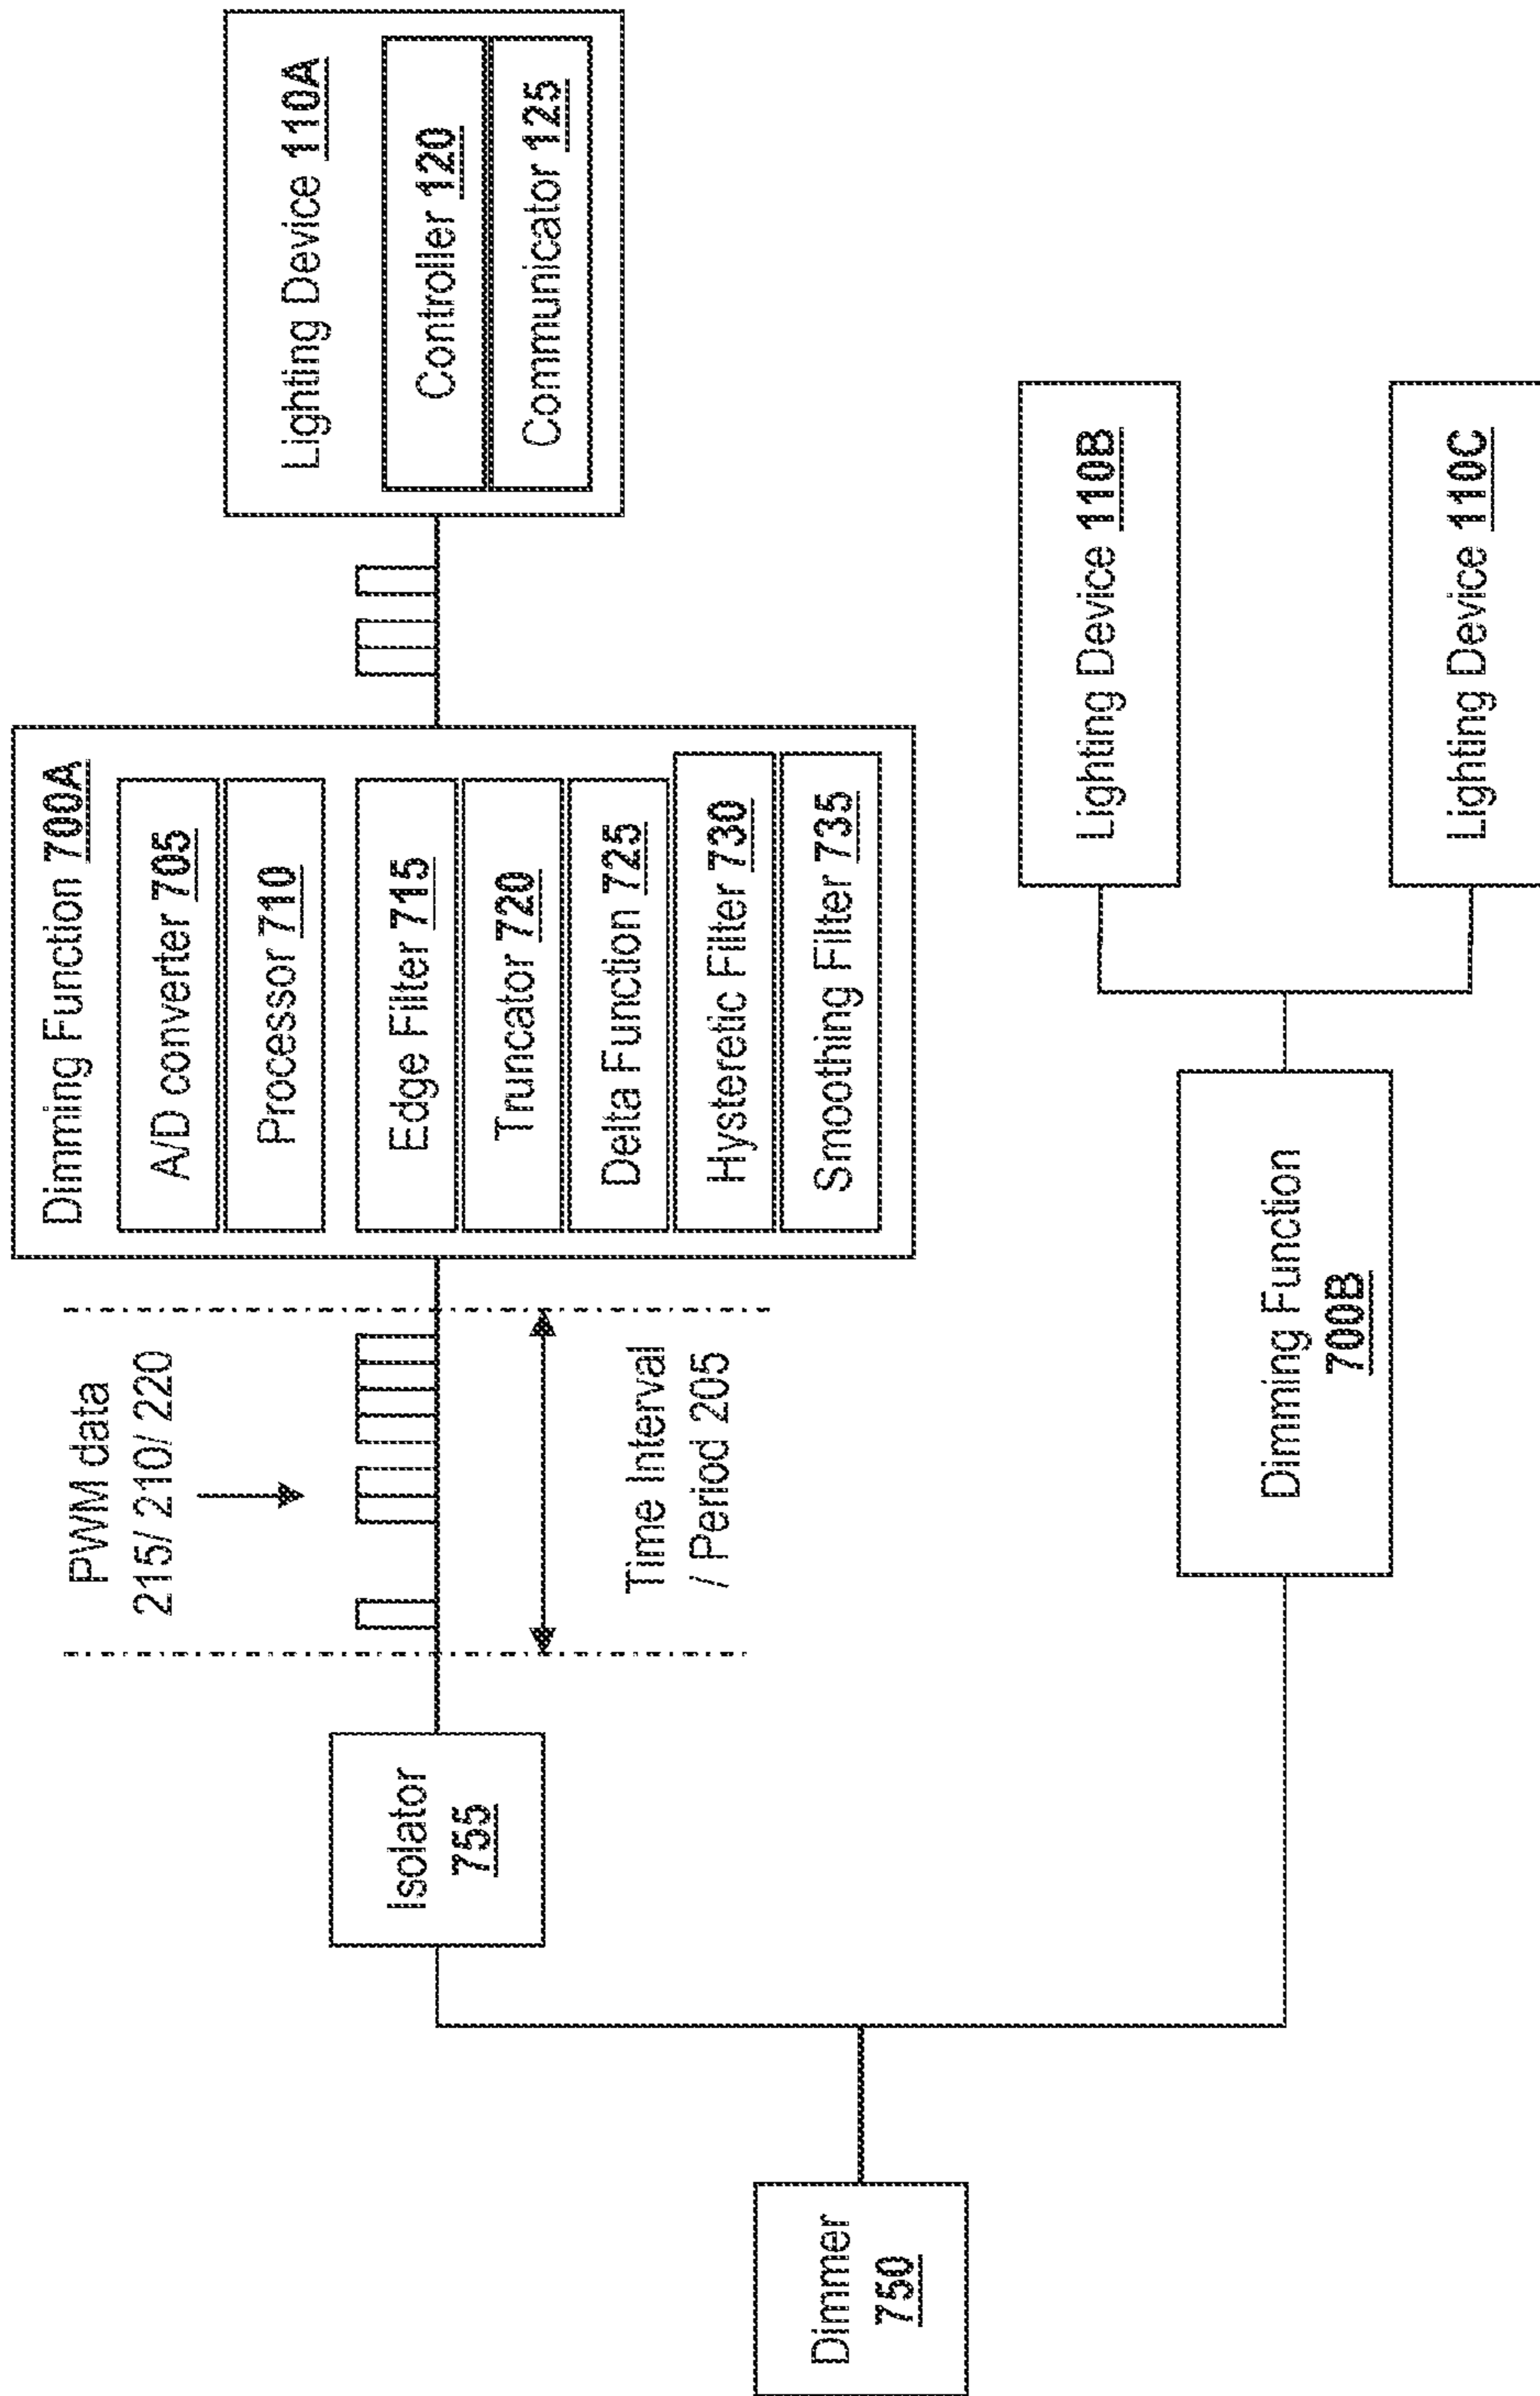 Dimmer
750
Isolator
755
PWM data
215/ 210/ 220
Time Interval
/ Period 205
Dimming Function 700A
A/D converter 705
Processor 710
Edge Filter 715
Truncator 720
Delta Function 725
Hysteretic Filter 730
Smoothing Filter 735
Lighting Device 110A
Controller 120
Communicator 125
Dimming Function
700B
Lighting Device 110B
Lighting Device 110C